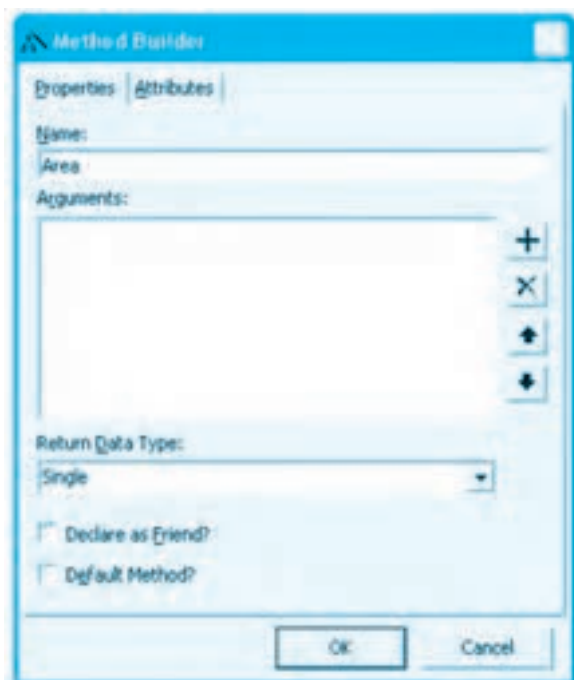 Method Builder
Properties Attributes
Name:
Area
Arguments:
Return Data Type:
Single
Declare as Friend?
Default Method?
OK Cancel